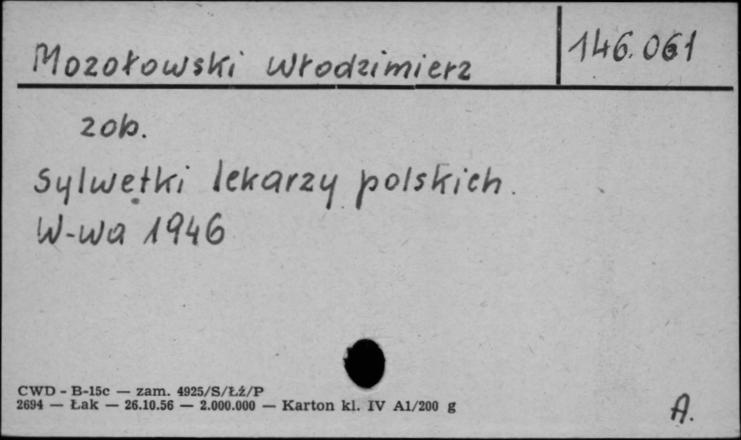 Mozołowski Włodzimierz
146.061
zob.
Sylwetki lekarzy polskich.
W-wa 1946
CWD - B-15c — zam. 4925/S/Łź/P
2694 — Łak — 26.10.56 — 2.000.000 — Karton kl. IV A1/200 g
A.